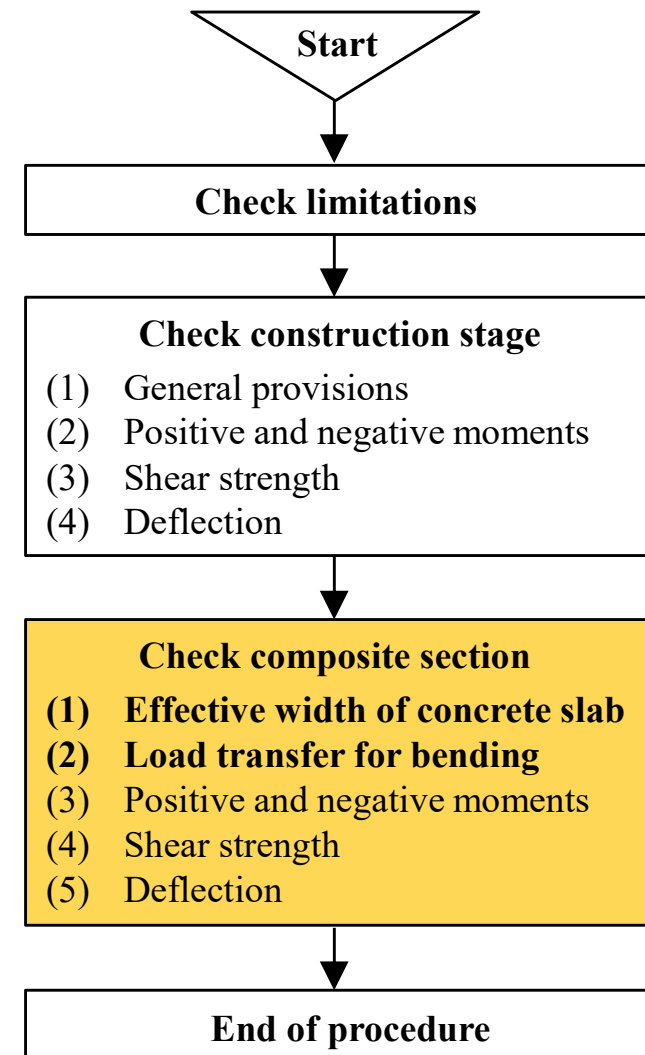 Start
Check limitations
Check construction stage
(1) General provisions
(2) Positive and negative moments
(3) Shear strength
(4) Deflection
Check composite section
(1) Effective width of concrete slab
(2) Load transfer for bending
(3) Positive and negative moments
(4) Shear strength
(5) Deflection
End of procedure